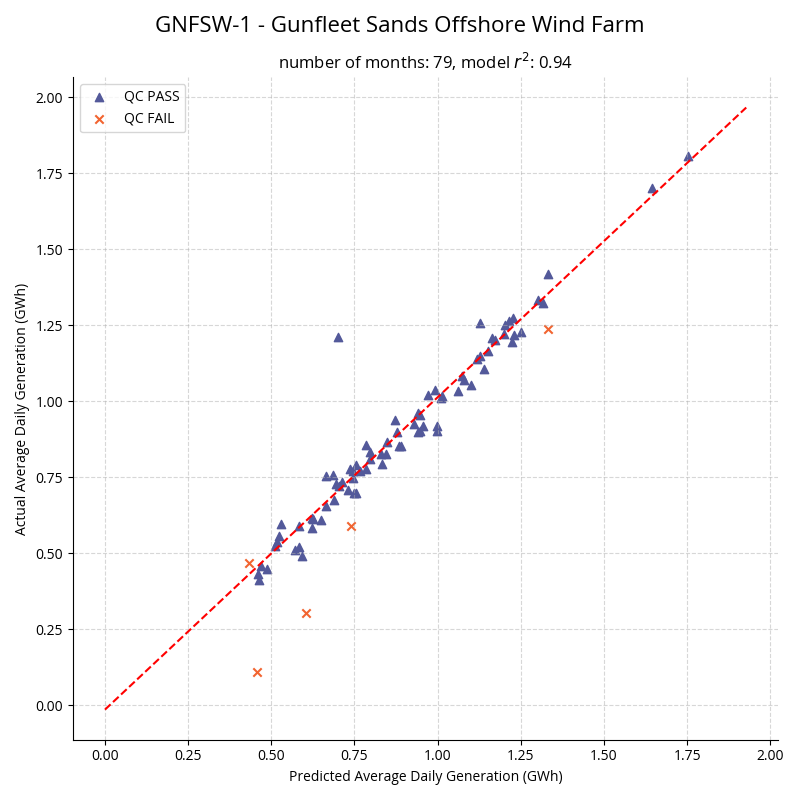 GNFSW-1 - Gunfleet Sands Offshore Wind Farm
number of months: 79, model r²: 0.94
QC PASS
QC FAIL
2.00
1.75
1.50
1.25
1.00
0.75
0.50
0.25
0.00
Actual Average Daily Generation (GWh)
0.00 0.25 0.50 0.75 1.00 1.25 1.50 1.75 2.00
Predicted Average Daily Generation (GWh)